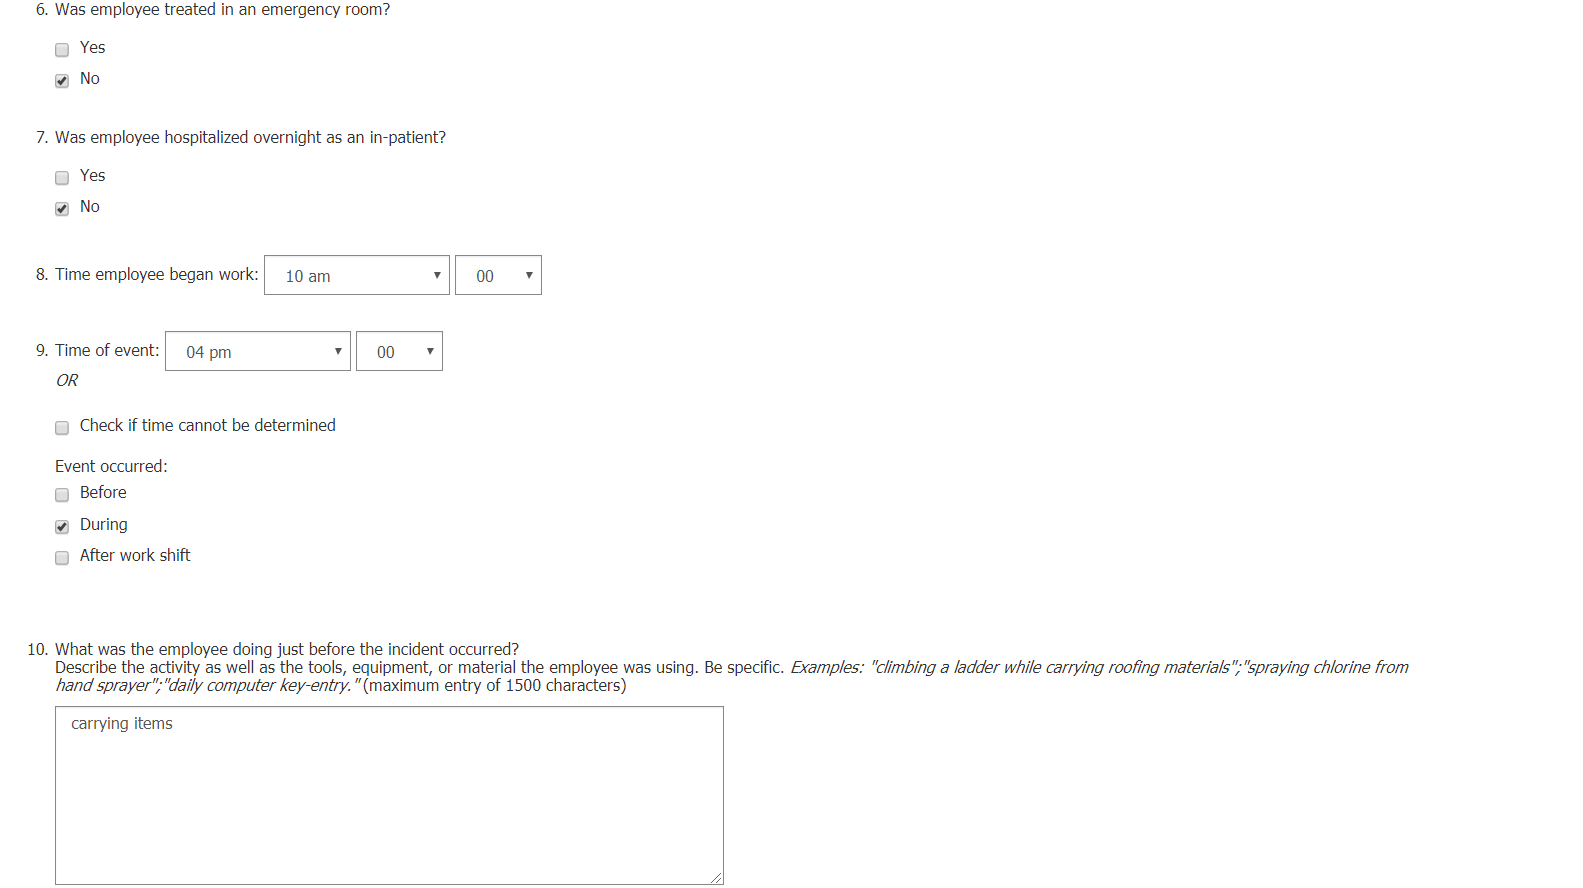 6. Was employee treated in an emergency room?
Yes
No
7. Was employee hospitalized overnight as an in-patient?
Yes
No
8. Time employee began work: 10 am 00
9. Time of event: 04 pm 00
OR
Check if time cannot be determined
Event occurred:
Before
During
After work shift
10. What was the employee doing just before the incident occurred?
Describe the activity as well as the tools, equipment, or material the employee was using. Be specific. Examples: "climbing a ladder while carrying roofing materials";"spraying chlorine from
hand sprayer";"daily computer key-entry." (maximum entry of 1500 characters)
carrying items